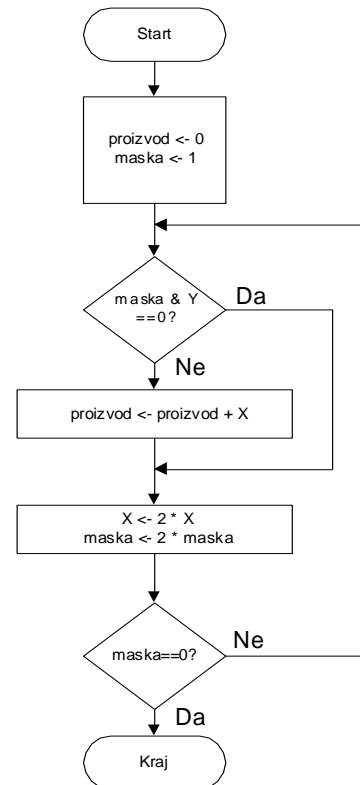 Start
proizvod <- 0
maska <- 1
maska & Y
==0?
Da
Ne
proizvod <- proizvod + X
X <- 2 * X
maska <- 2 * maska
maska==0?
Ne
Da
Kraj